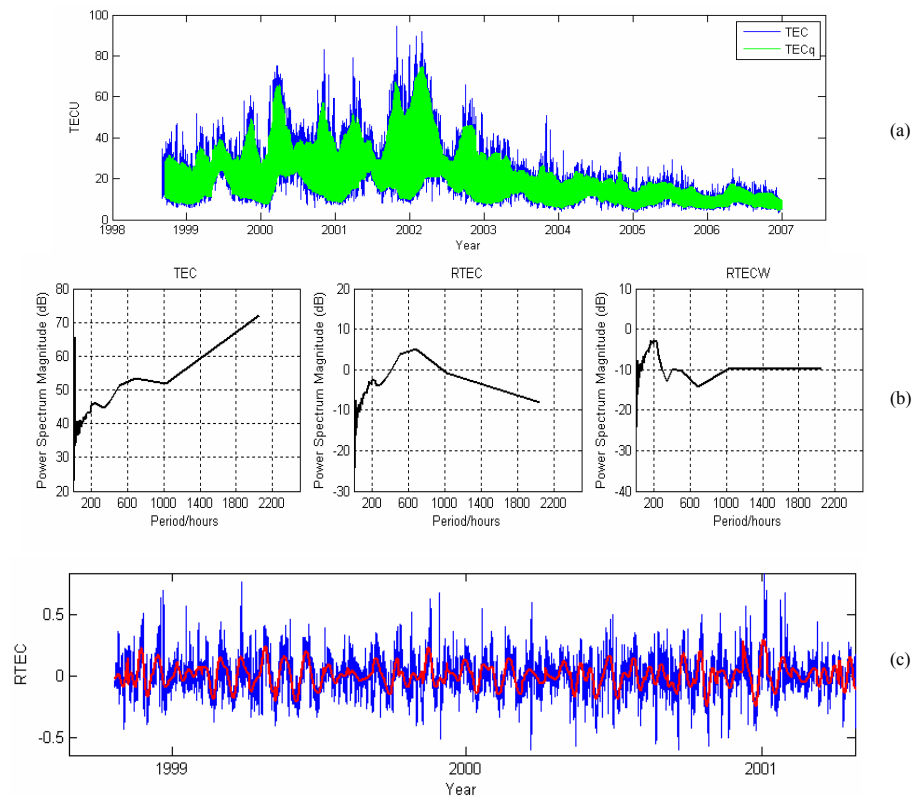 100
80
60
40
20
0
TECU
TEC
TECq
(a)
1998 1999 2000 2001 2002 2003 2004 2005 2006 2007
Year
TEC
80
70
60
50
40
30
20
Power Spectrum Magnitude (dB)
200 600 1000 1400 1800 2200
Period/hours
RTEC
20
10
0
-10
-20
-30
Power Spectrum Magnitude (dB)
200 600 1000 1400 1800 2200
Period/hours
RTECW
10
0
-10
-20
-30
-40
Power Spectrum Magnitude (dB)
200 600 1000 1400 1800 2200
Period/hours
(b)
0.5
0
-0.5
RTEC
(c)
1999 2000 2001
Year